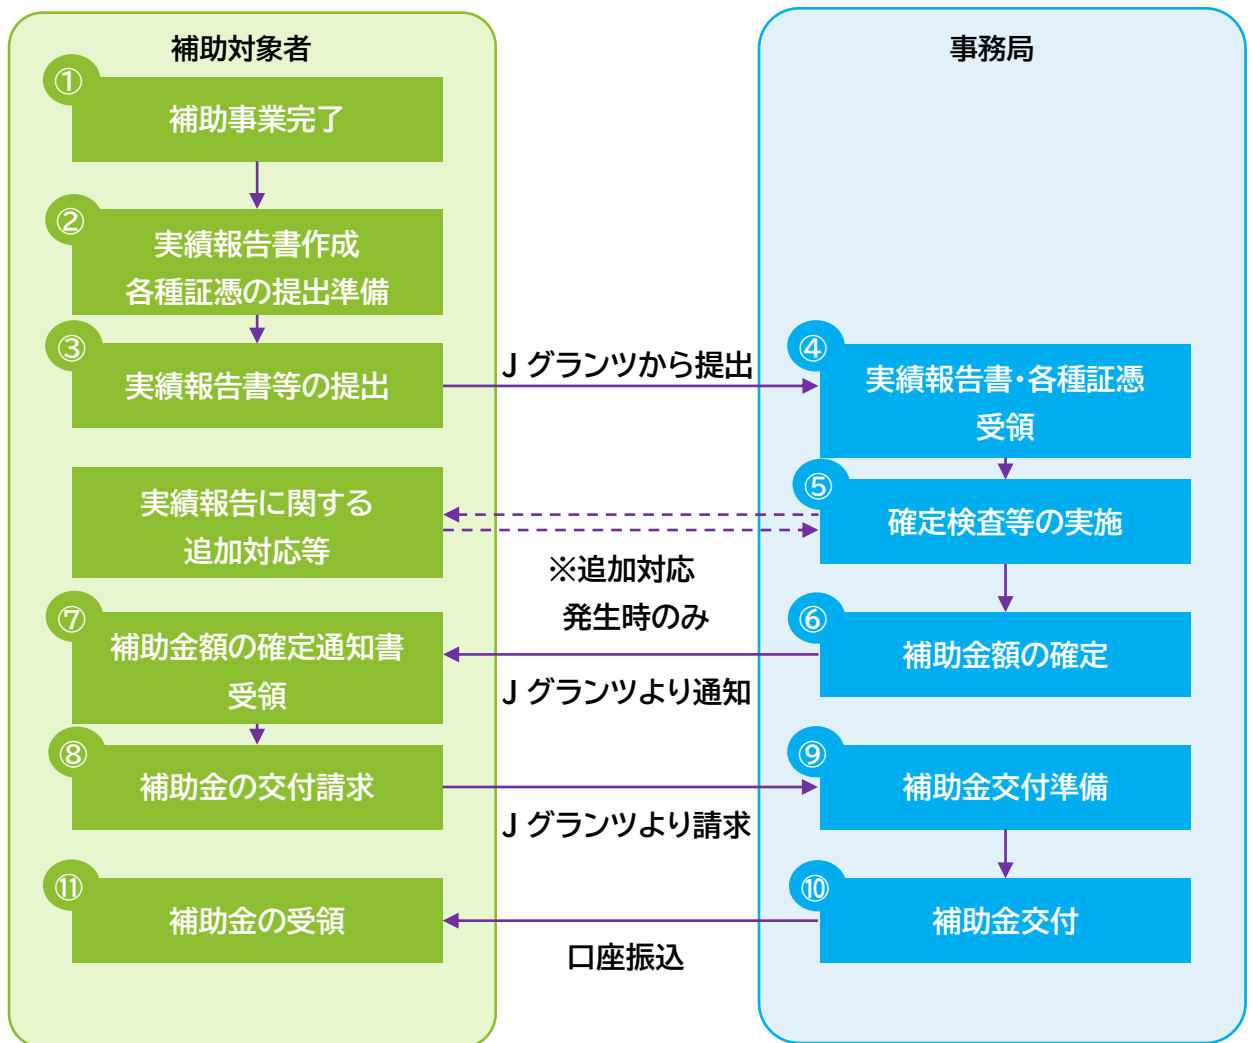 補助対象者
事務局
①
補助事業完了
②
実績報告書作成
各種証憑の提出準備
③
実績報告書等の提出
Jグランツから提出
④
実績報告書・各種証憑
受領
⑤
確定検査等の実施
実績報告に関する
追加対応等
※追加対応
発生時のみ
⑥
補助金額の確定
Jグランツより通知
⑦
補助金額の確定通知書
受領
⑧
補助金の交付請求
Jグランツより請求
⑨
補助金交付準備
⑩
補助金交付
口座振込
⑪
補助金の受領